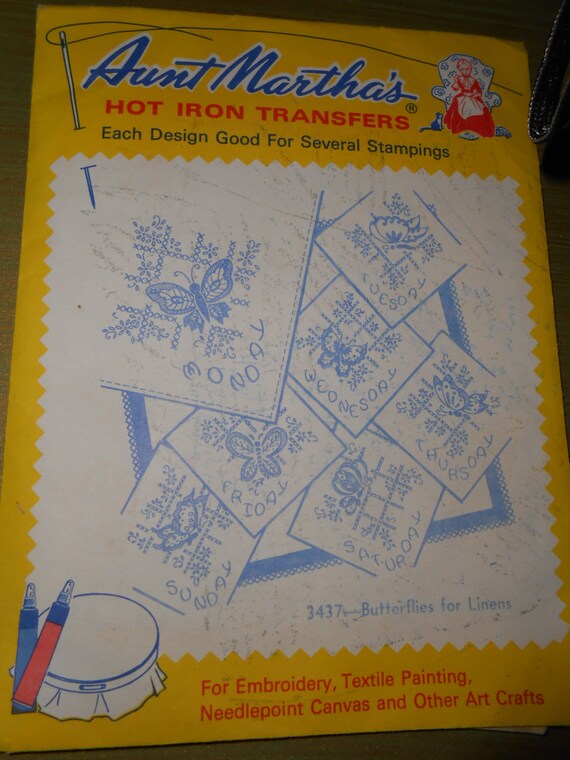 Aunt Martha's®
HOT IRON TRANSFERS
Each Design Good For Several Stampings
TUESDAY
MONDAY
WEDNESDAY
THURSDAY
FRIDAY
SATURDAY
SUNDAY
3437—Butterflies for Linens
For Embroidery, Textile Painting,
Needlepoint Canvas and Other Art Crafts